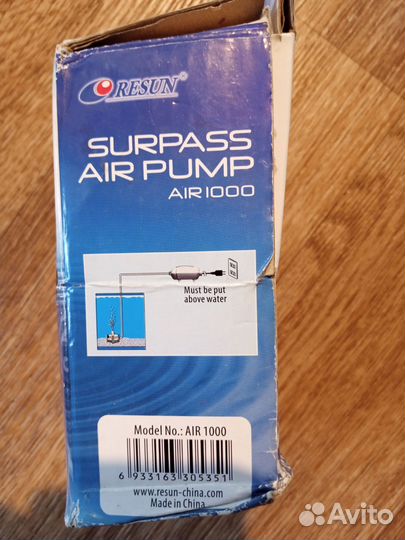 RESUN®
SURPASS
AIR PUMP
AIR1000
Must be put
above water
Model No.: AIR 1000
6 933163 305351
www.resun-china.com
Made in China
Avito